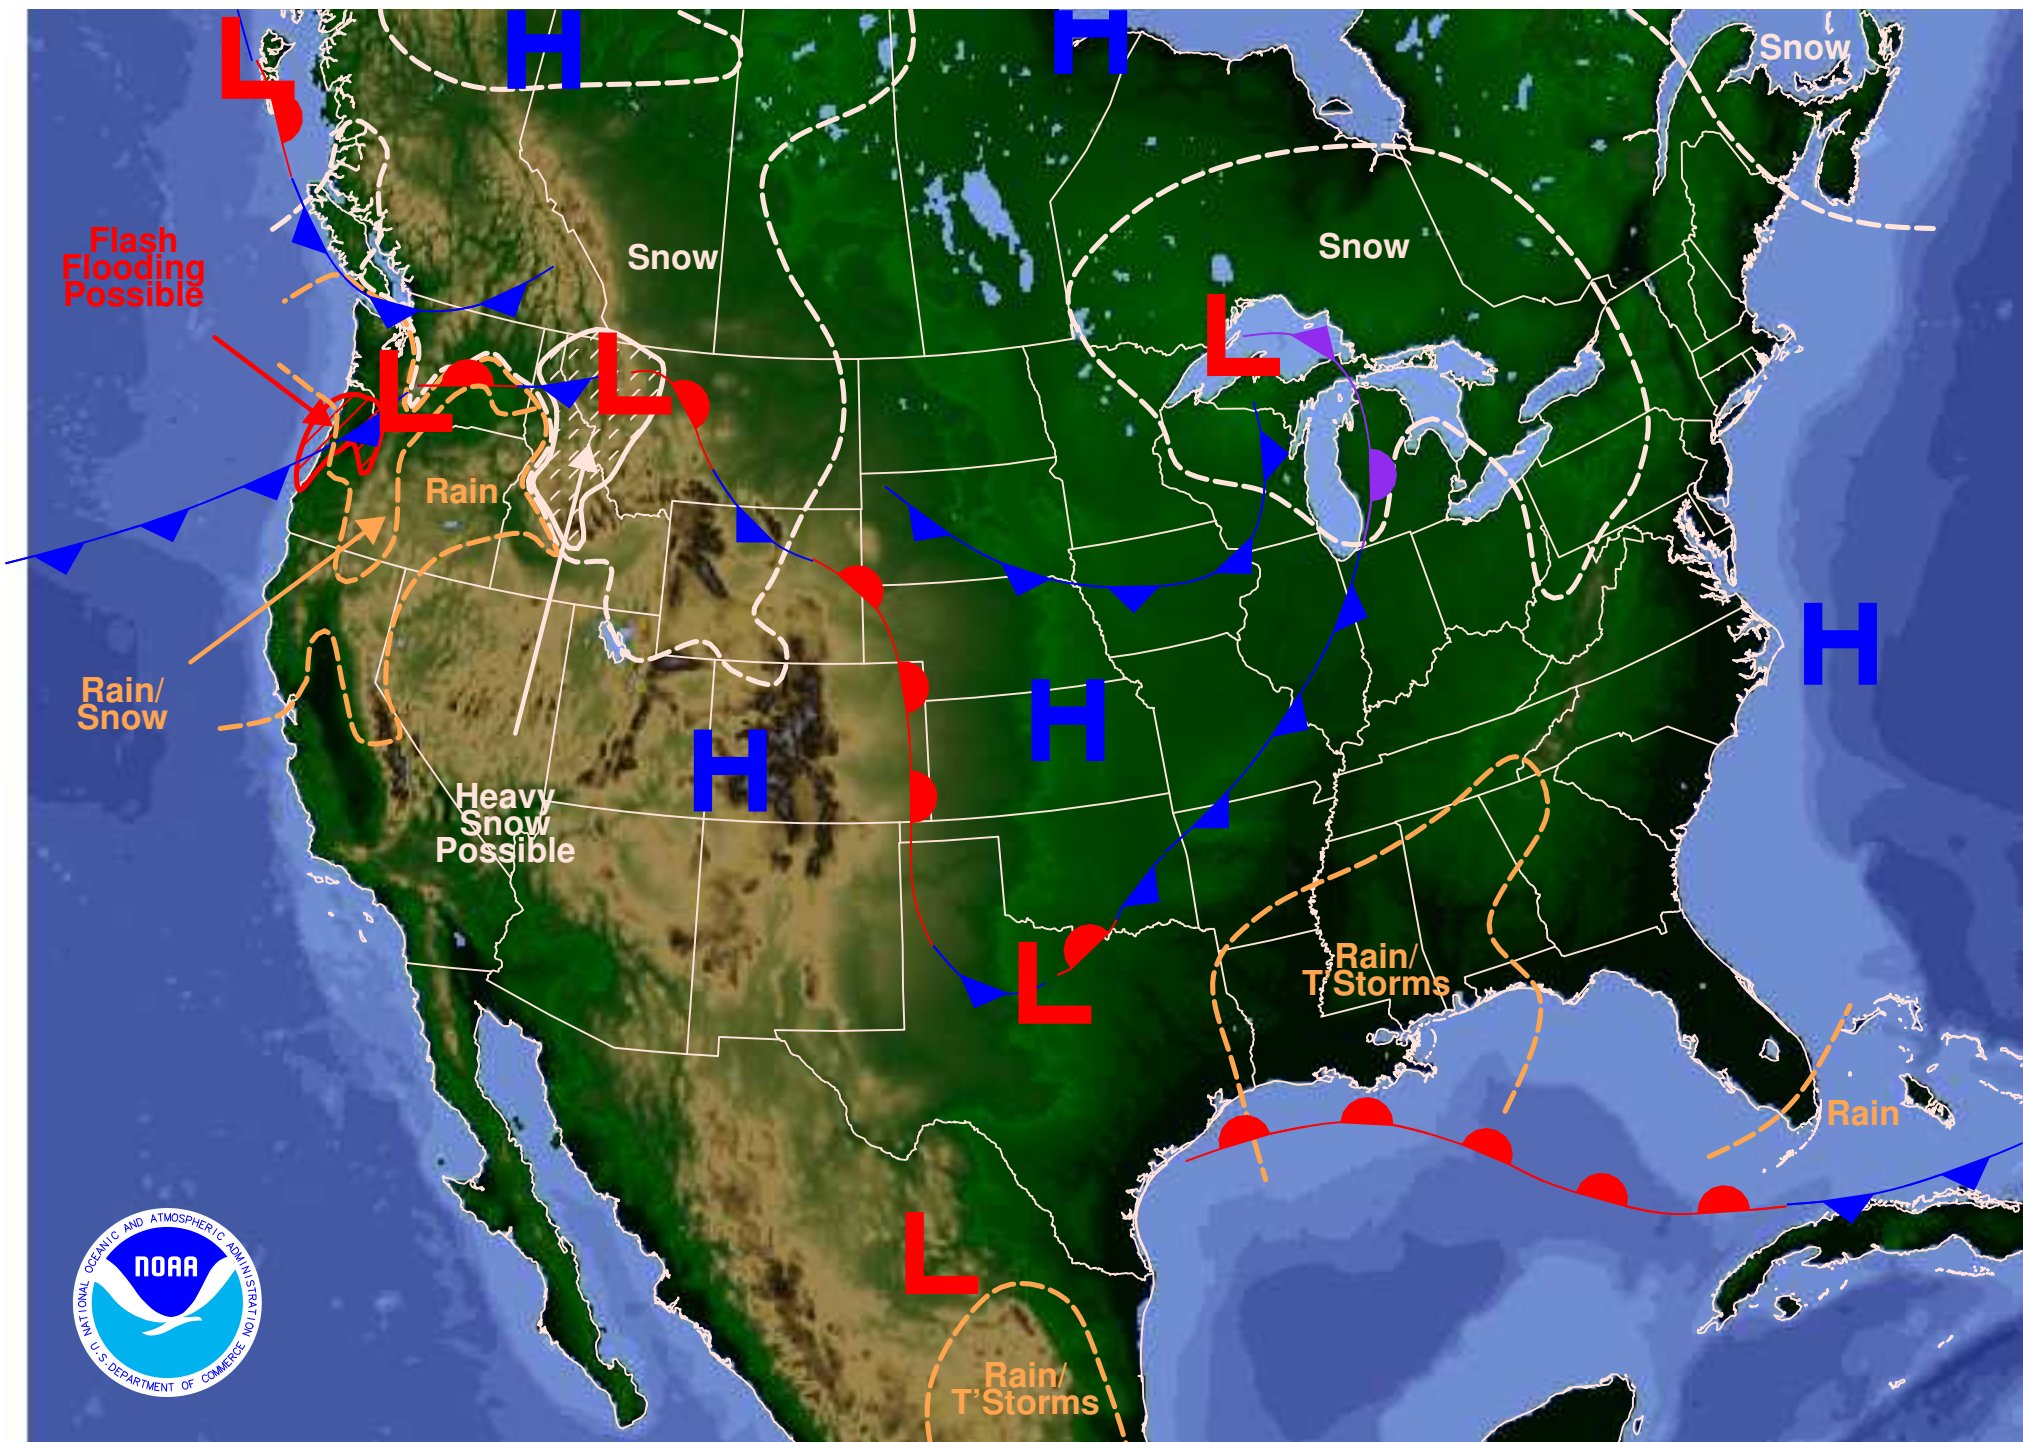 H
H
L
Snow
Flash
Flooding
Possible
Snow
Snow
L
L
L
Rain
H
Rain/
Snow
H
H
Heavy
Snow
Possible
L
Rain/
T'Storms
Rain
L
Rain/
T'Storms
NATIONAL OCEANIC AND ATMOSPHERIC ADMINISTRATION
NOAA
U.S. DEPARTMENT OF COMMERCE